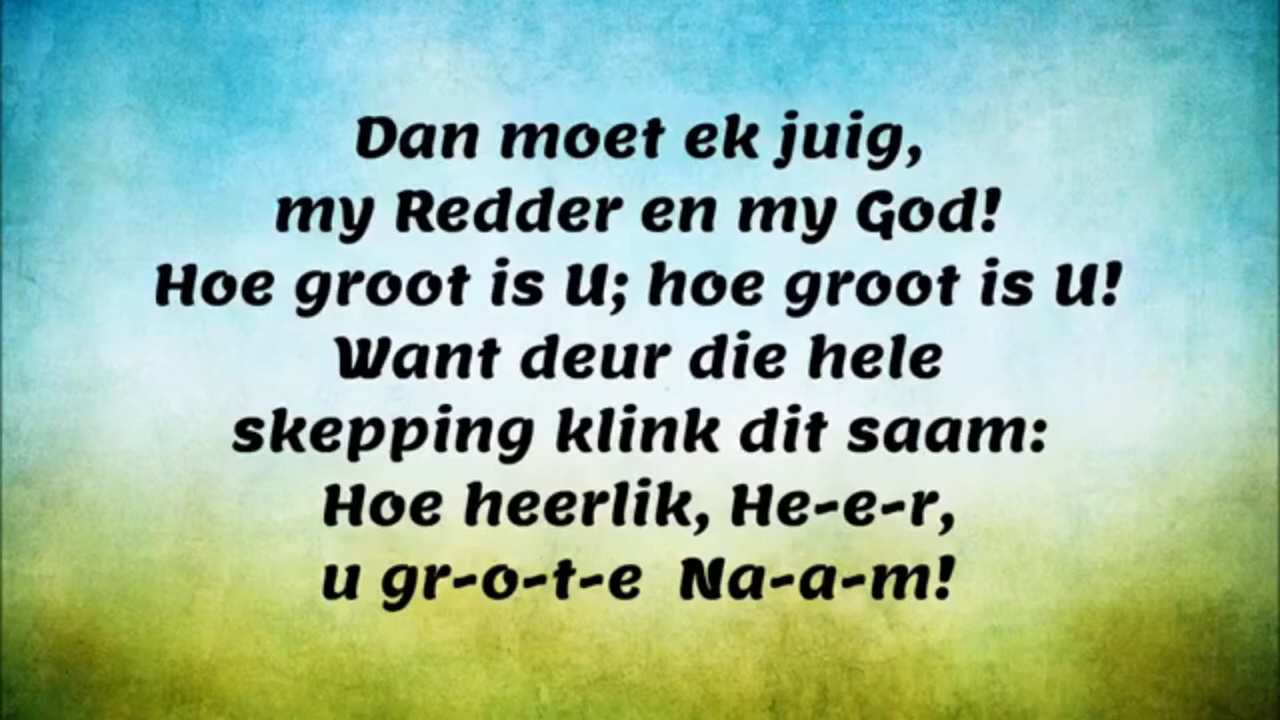 Dan moet ek juig,
my Redder en my God!
Hoe groot is U; hoe groot is U!
Want deur die hele
skepping klink dit saam:
Hoe heerlik, He-e-r,
u gr-o-t-e Na-a-m!